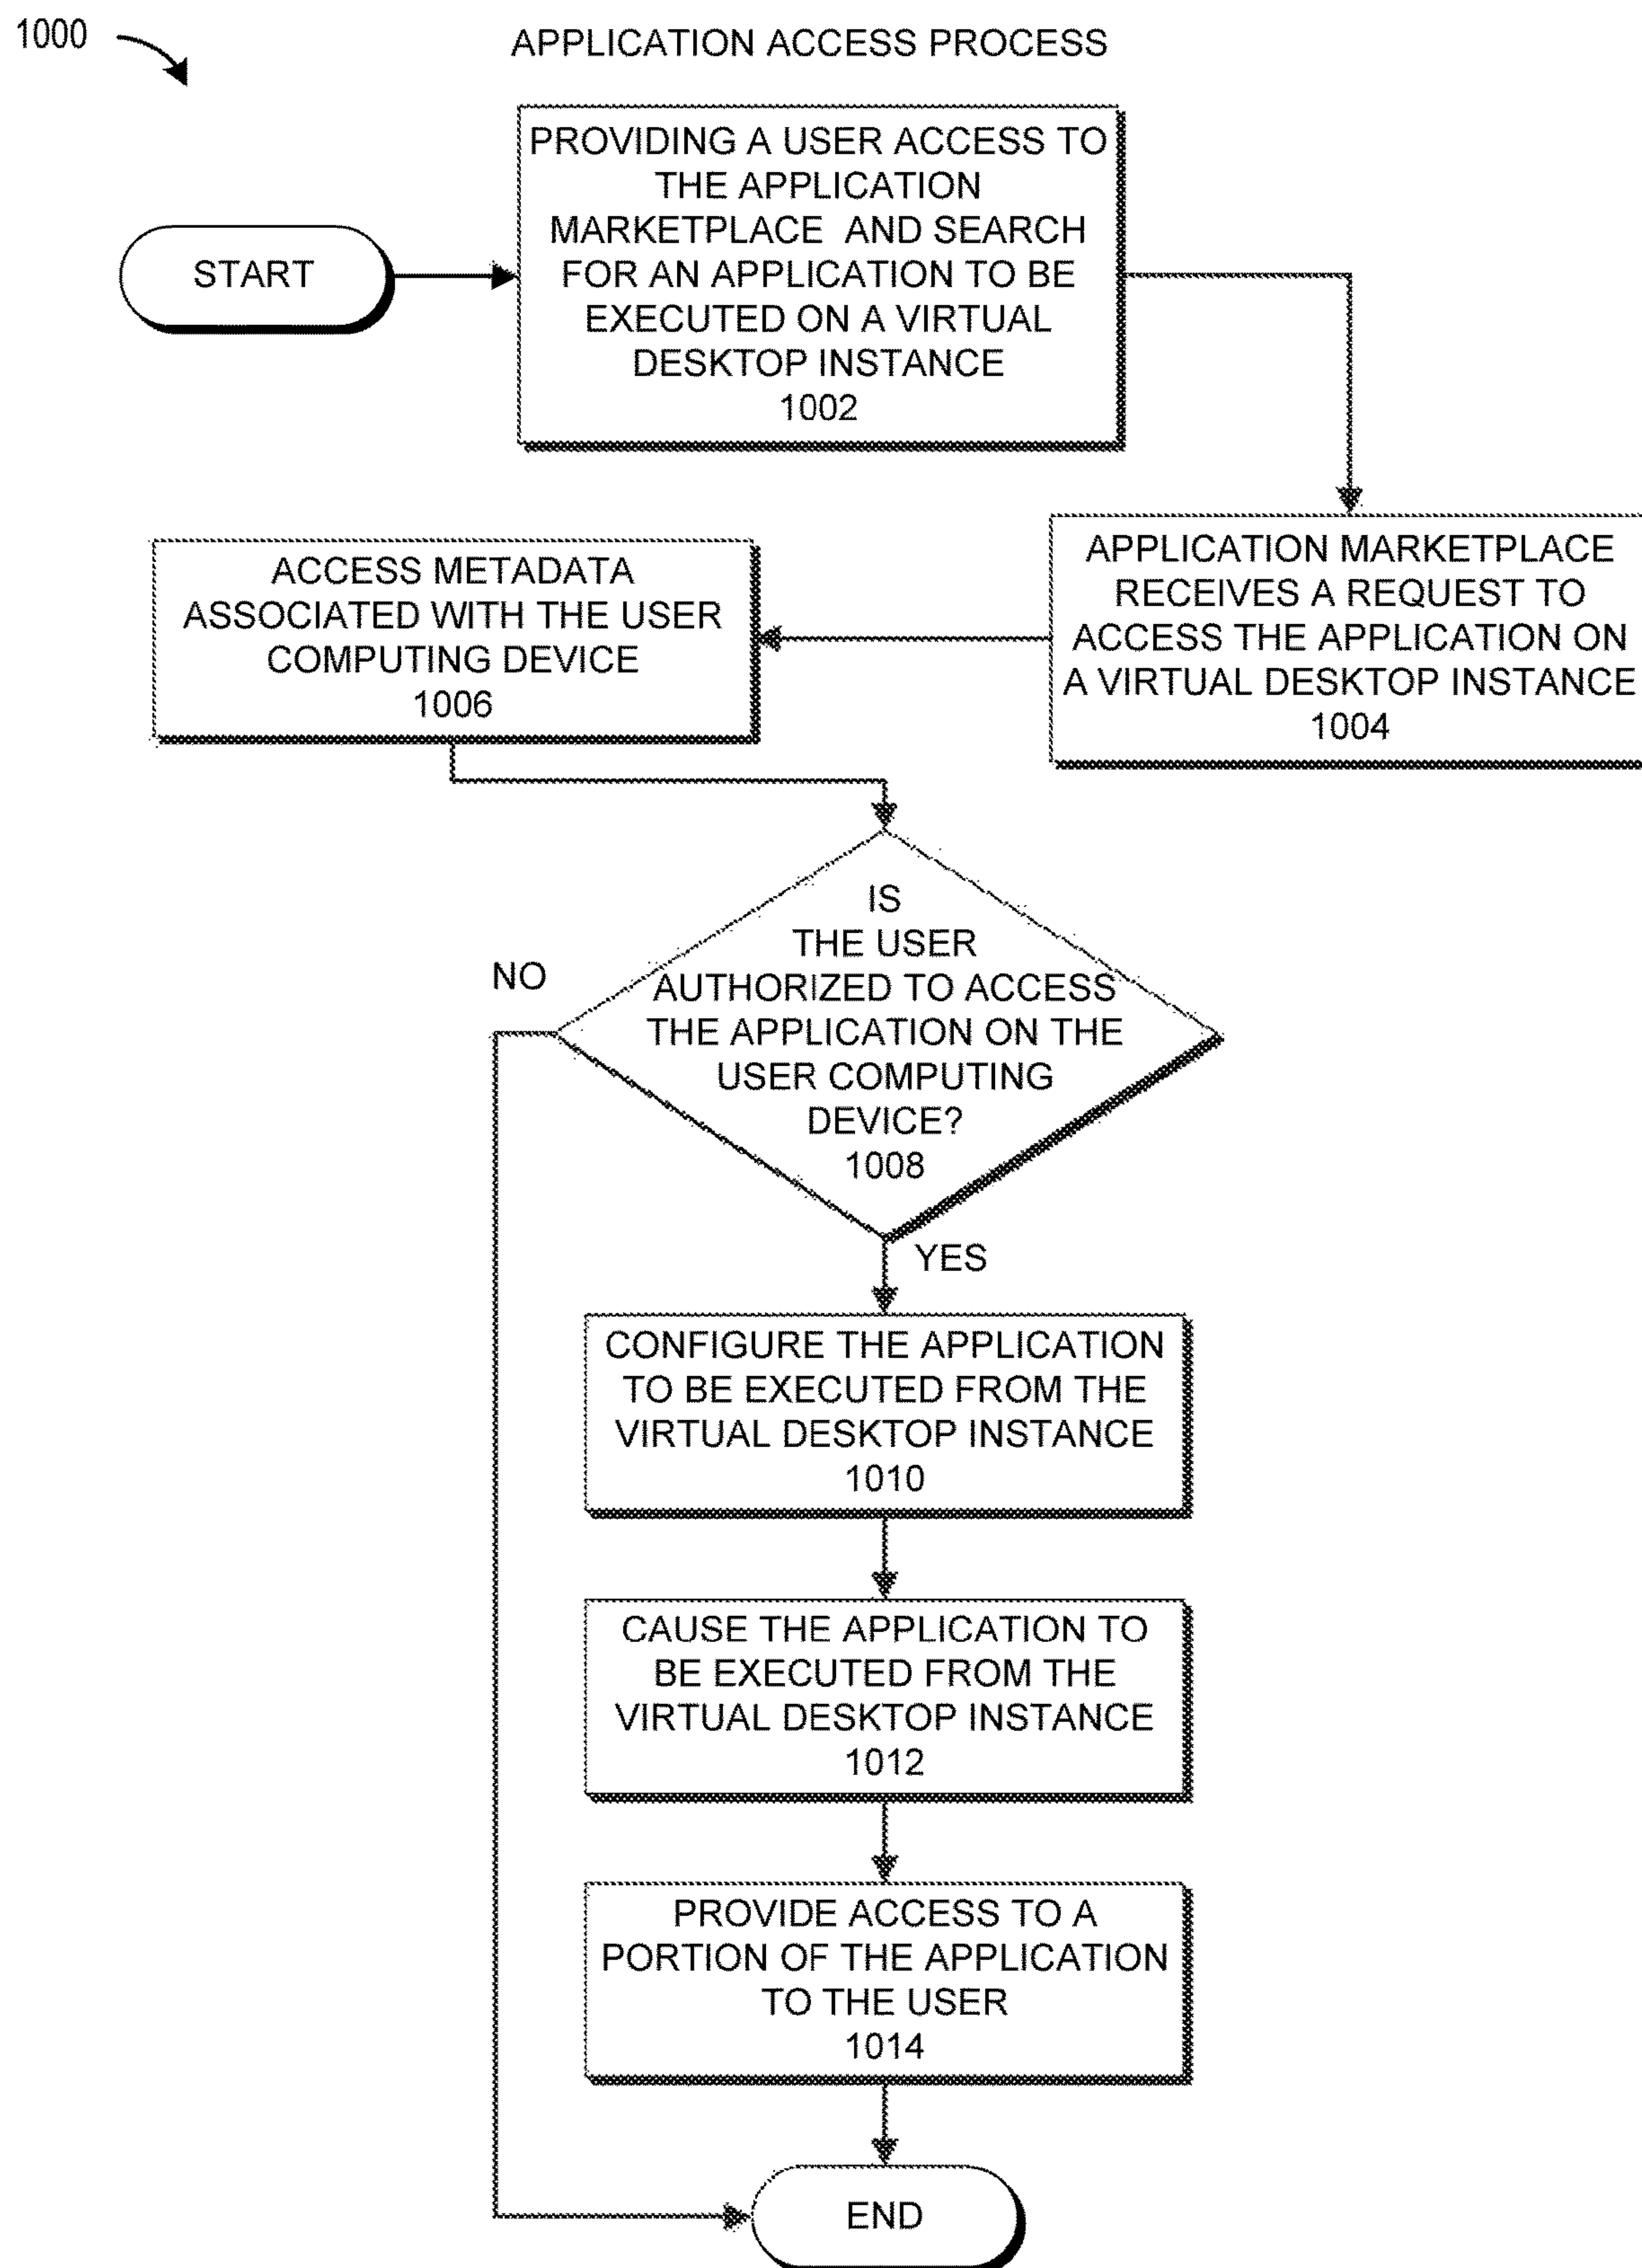 1000
APPLICATION ACCESS PROCESS
START
PROVIDING A USER ACCESS TO
THE APPLICATION
MARKETPLACE AND SEARCH
FOR AN APPLICATION TO BE
EXECUTED ON A VIRTUAL
DESKTOP INSTANCE
1002
APPLICATION MARKETPLACE
RECEIVES A REQUEST TO
ACCESS THE APPLICATION ON
A VIRTUAL DESKTOP INSTANCE
1004
ACCESS METADATA
ASSOCIATED WITH THE USER
COMPUTING DEVICE
1006
IS
THE USER
AUTHORIZED TO ACCESS
THE APPLICATION ON THE
USER COMPUTING
DEVICE?
1008
NO
YES
CONFIGURE THE APPLICATION
TO BE EXECUTED FROM THE
VIRTUAL DESKTOP INSTANCE
1010
CAUSE THE APPLICATION TO
BE EXECUTED FROM THE
VIRTUAL DESKTOP INSTANCE
1012
PROVIDE ACCESS TO A
PORTION OF THE APPLICATION
TO THE USER
1014
END